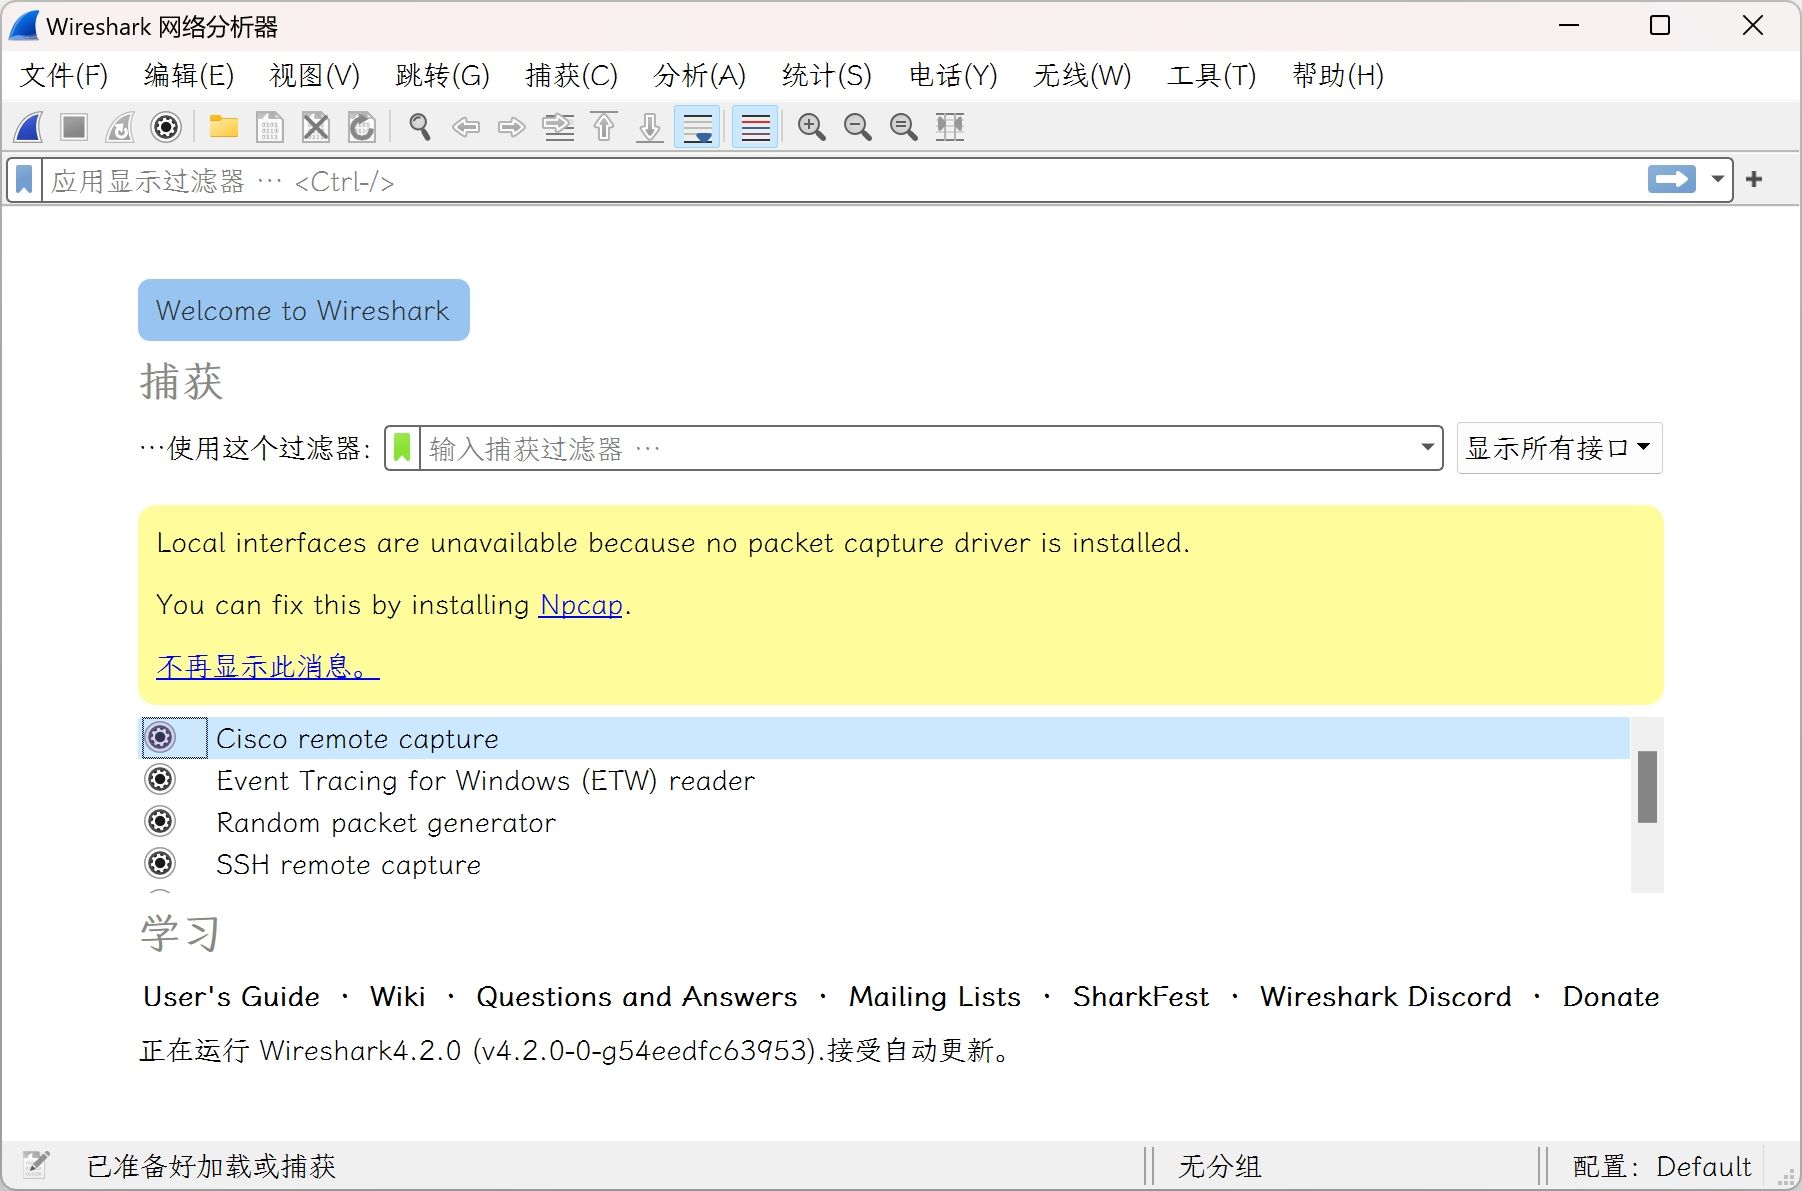 Wireshark 网络分析器
文件(F) 编辑(E) 视图(V) 跳转(G) 捕获(C) 分析(A) 统计(S) 电话(Y) 无线(W) 工具(T) 帮助(H)
应用显示过滤器 … <Ctrl-/>
Welcome to Wireshark
捕获
…使用这个过滤器: 输入捕获过滤器 … 显示所有接口
Local interfaces are unavailable because no packet capture driver is installed.
You can fix this by installing Npcap.
不再显示此消息。
Cisco remote capture
Event Tracing for Windows (ETW) reader
Random packet generator
SSH remote capture
学习
User's Guide · Wiki · Questions and Answers · Mailing Lists · SharkFest · Wireshark Discord · Donate
正在运行 Wireshark4.2.0 (v4.2.0-0-g54eedfc63953).接受自动更新。
已准备好加载或捕获 无分组 配置: Default